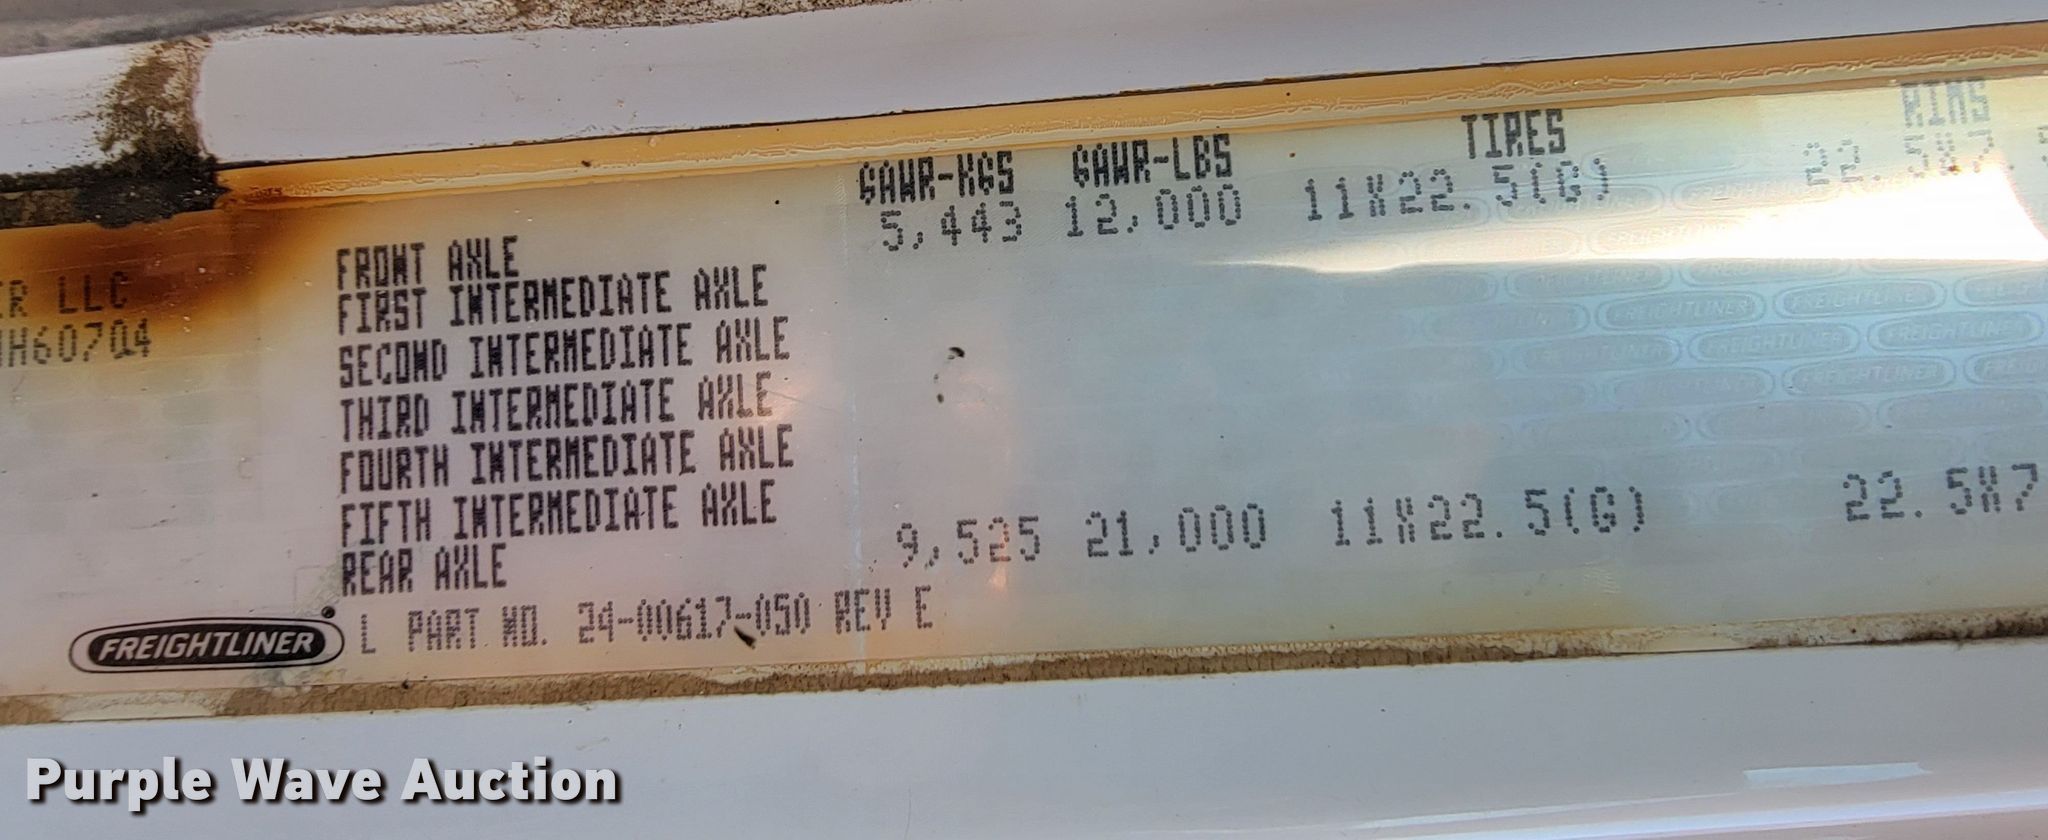 GAWR-KGS GAWR-LBS TIRES RIMS
5,443 12,000 11X22.5(G)
FRONT AXLE
FIRST INTERMEDIATE AXLE
SECOND INTERMEDIATE AXLE
THIRD INTERMEDIATE AXLE
FOURTH INTERMEDIATE AXLE
FIFTH INTERMEDIATE AXLE
REAR AXLE
9,525 21,000 11X22.5(G) 22.5X7
LLC
H60704
FREIGHTLINER L PART NO. 24-00617-050 REV E
Purple Wave Auction